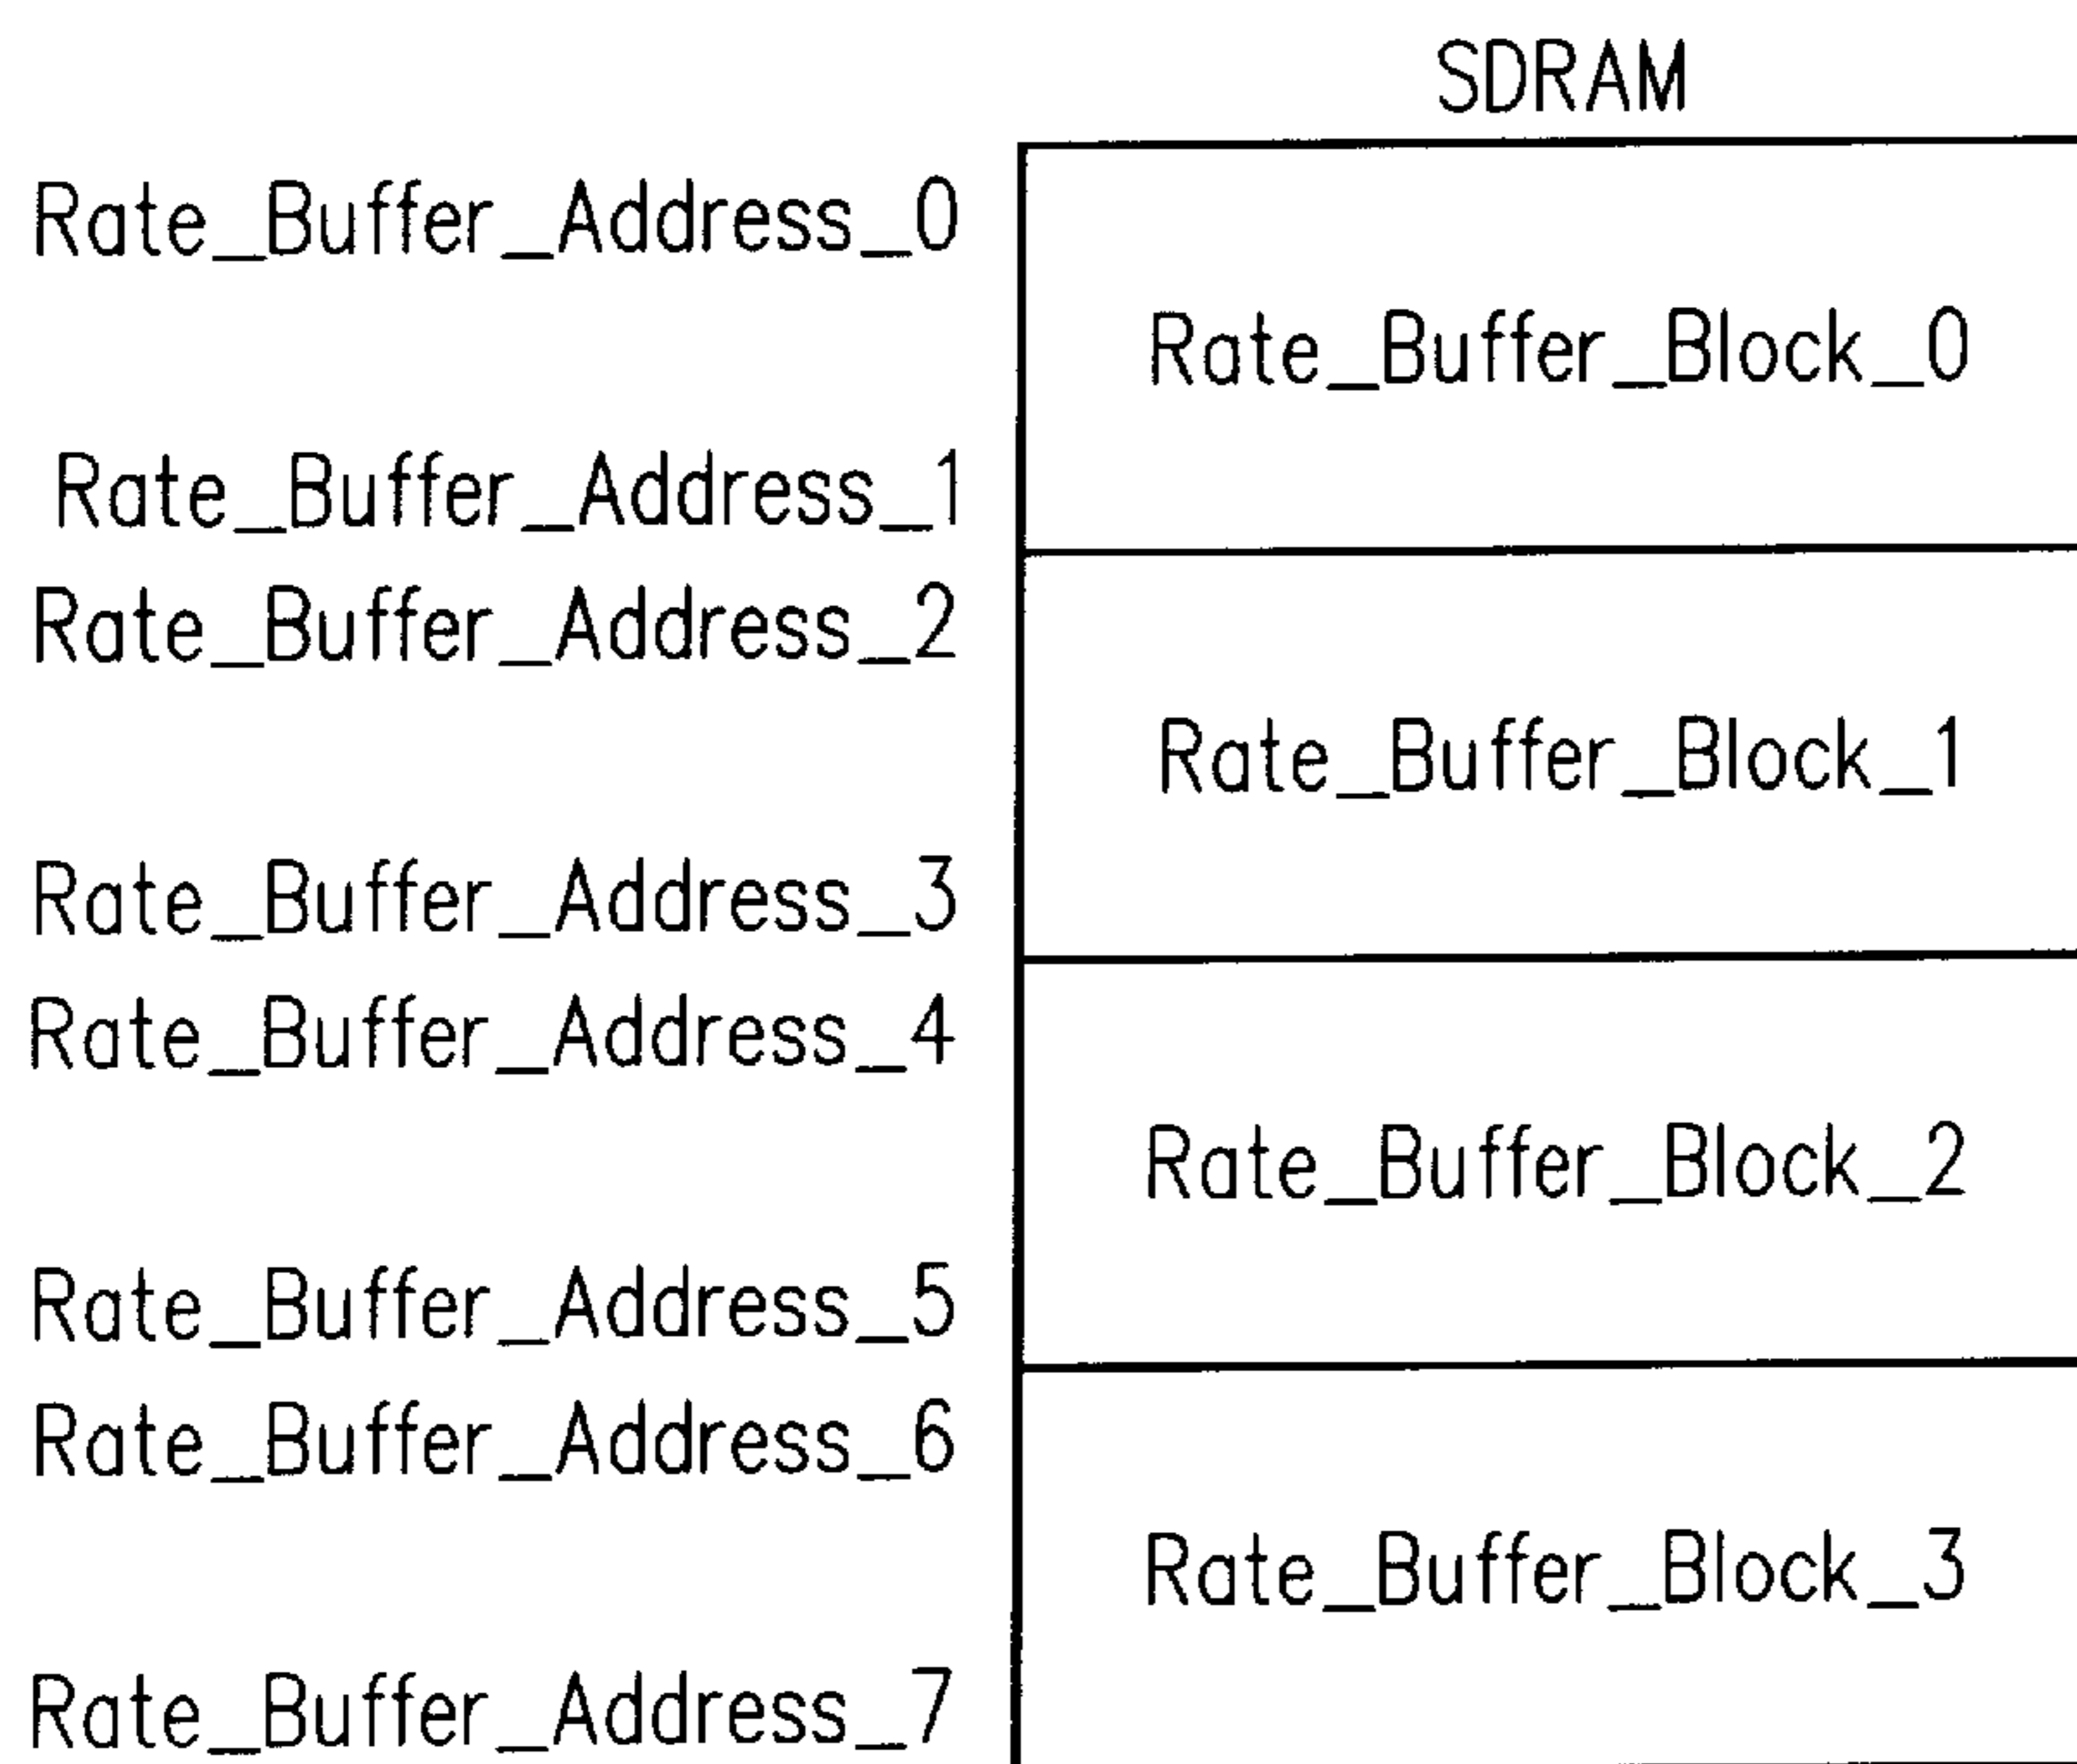 SDRAM
Rate_Buffer_Address_0
Rate_Buffer_Block_0
Rate_Buffer_Address_1
Rate_Buffer_Address_2
Rate_Buffer_Block_1
Rate_Buffer_Address_3
Rate_Buffer_Address_4
Rate_Buffer_Block_2
Rate_Buffer_Address_5
Rate_Buffer_Address_6
Rate_Buffer_Block_3
Rate_Buffer_Address_7